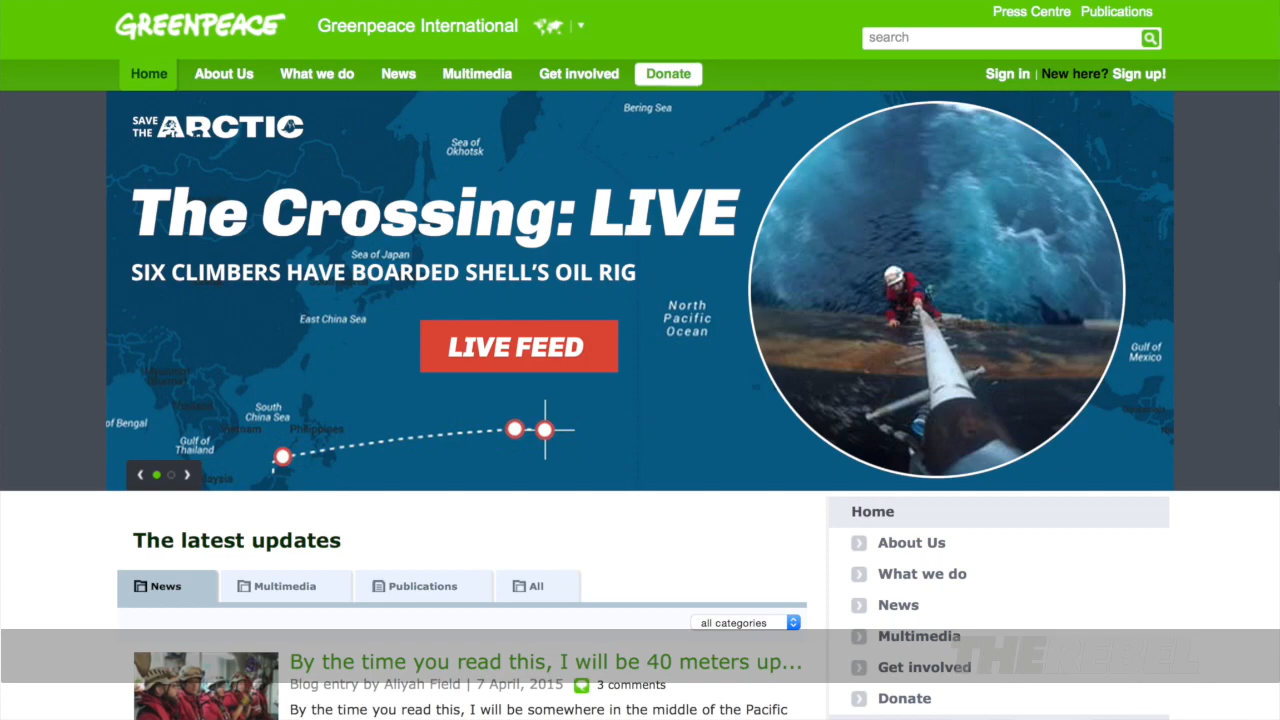 GREENPEACE
Greenpeace International
Press Centre Publications
search
Home About Us What we do News Multimedia Get involved Donate
Sign in | New here? Sign up!
SAVE THE ARCTIC
Bering Sea
Sea of Okhotsk
The Crossing: LIVE
Sea of Japan
SIX CLIMBERS HAVE BOARDED SHELL'S OIL RIG
East China Sea
North Pacific Ocean
LIVE FEED
Gulf of Mexico
South China Sea
of Bengal
Vietnam
Philippines
Gulf of Thailand
laysia
The latest updates
News Multimedia Publications All
all categories
By the time you read this, I will be 40 meters up...
Blog entry by Aliyah Field | 7 April, 2015 3 comments
By the time you read this, I will be somewhere in the middle of the Pacific
Home
About Us
What we do
News
Multimedia
Get involved
Donate
THE REBEL